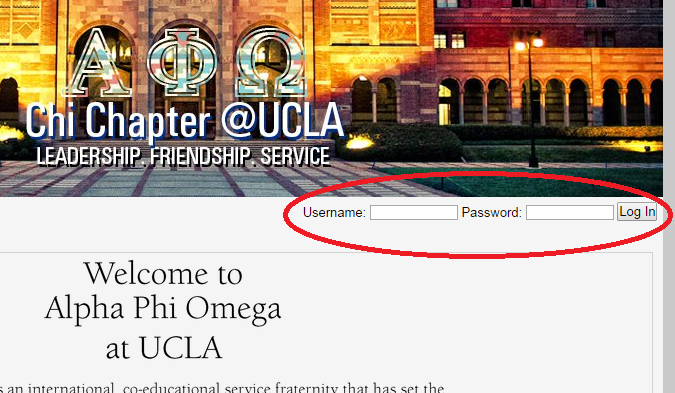 ΑΦΩ
Chi Chapter @UCLA
LEADERSHIP. FRIENDSHIP. SERVICE
Username: Password: Log In
Welcome to
Alpha Phi Omega
at UCLA
s an international, co-educational service fraternity that has set the